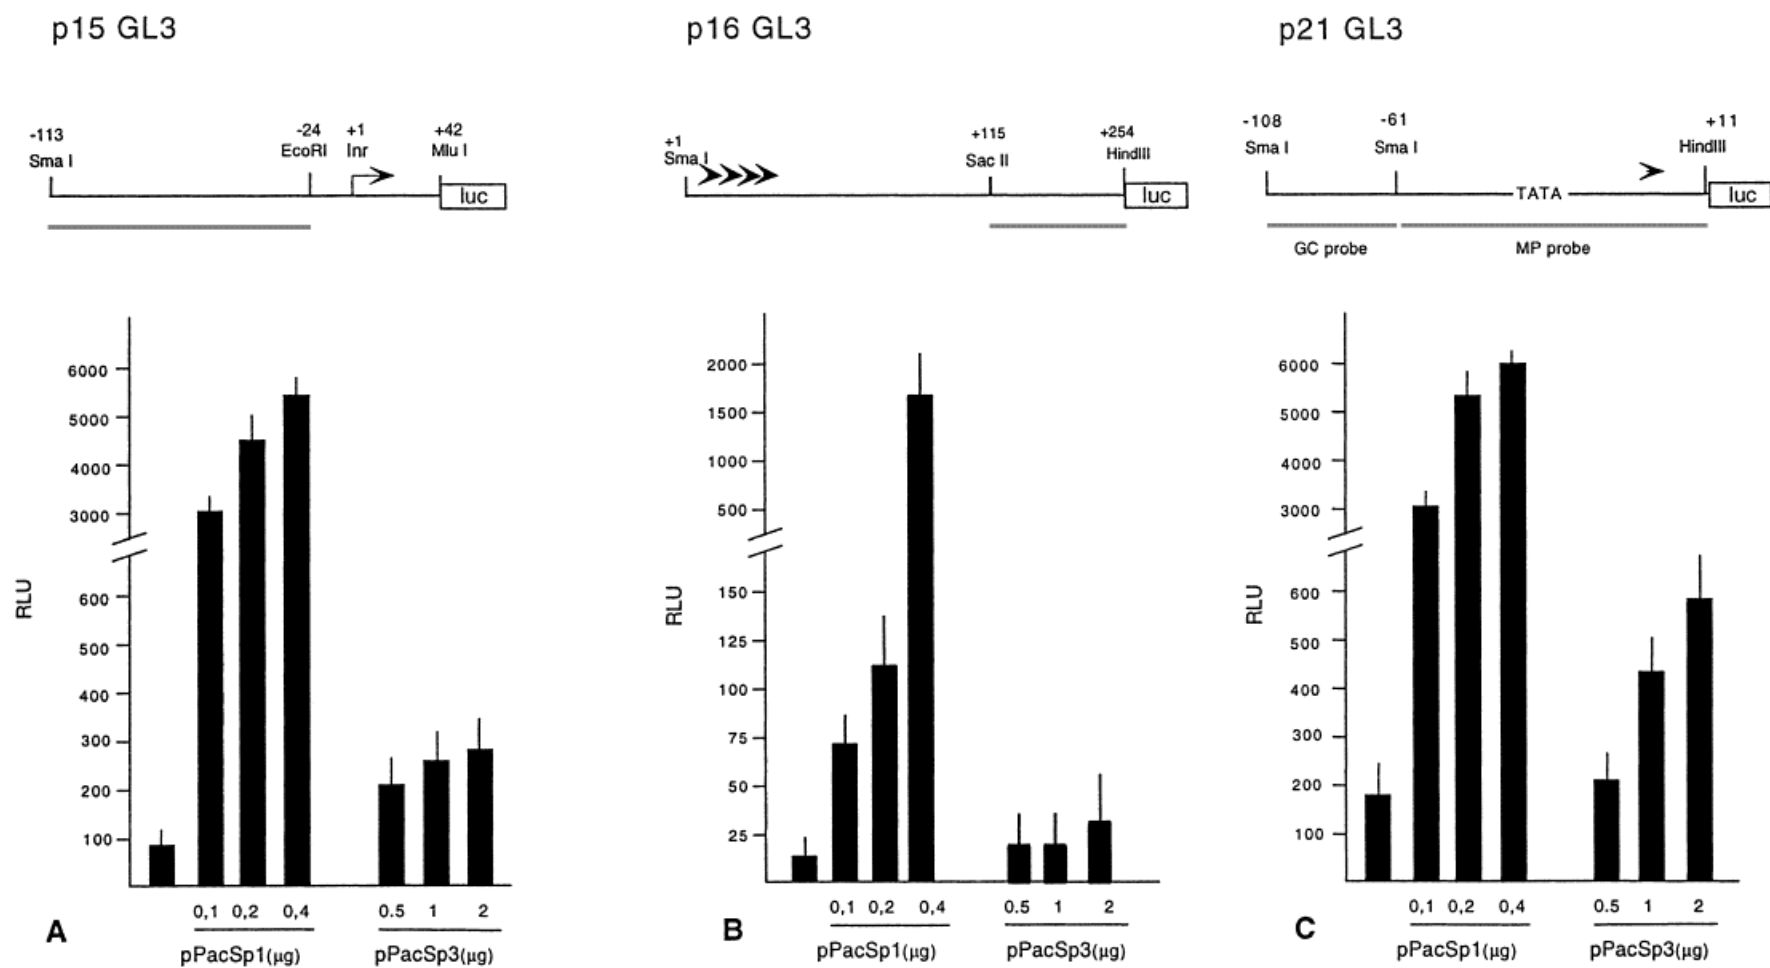 p15 GL3
p16 GL3
p21 GL3
-113
Sma I
-24
EcoRI
+1
Inr
+42
Mlu I
luc
+1
Sma I
+115
Sac II
+254
HindIII
luc
-108
Sma I
-61
Sma I
+11
HindIII
TATA
luc
GC probe
MP probe
RLU
6000
5000
4000
3000
600
500
400
300
200
100
0,1 0,2 0,4
0.5 1 2
A
pPacSp1(µg)
pPacSp3(µg)
RLU
2000
1500
1000
500
150
125
100
75
50
25
0,1 0,2 0,4
0.5 1 2
B
pPacSp1(µg)
pPacSp3(µg)
RLU
6000
5000
4000
3000
600
500
400
300
200
100
0,1 0,2 0,4
0.5 1 2
C
pPacSp1(µg)
pPacSp3(µg)